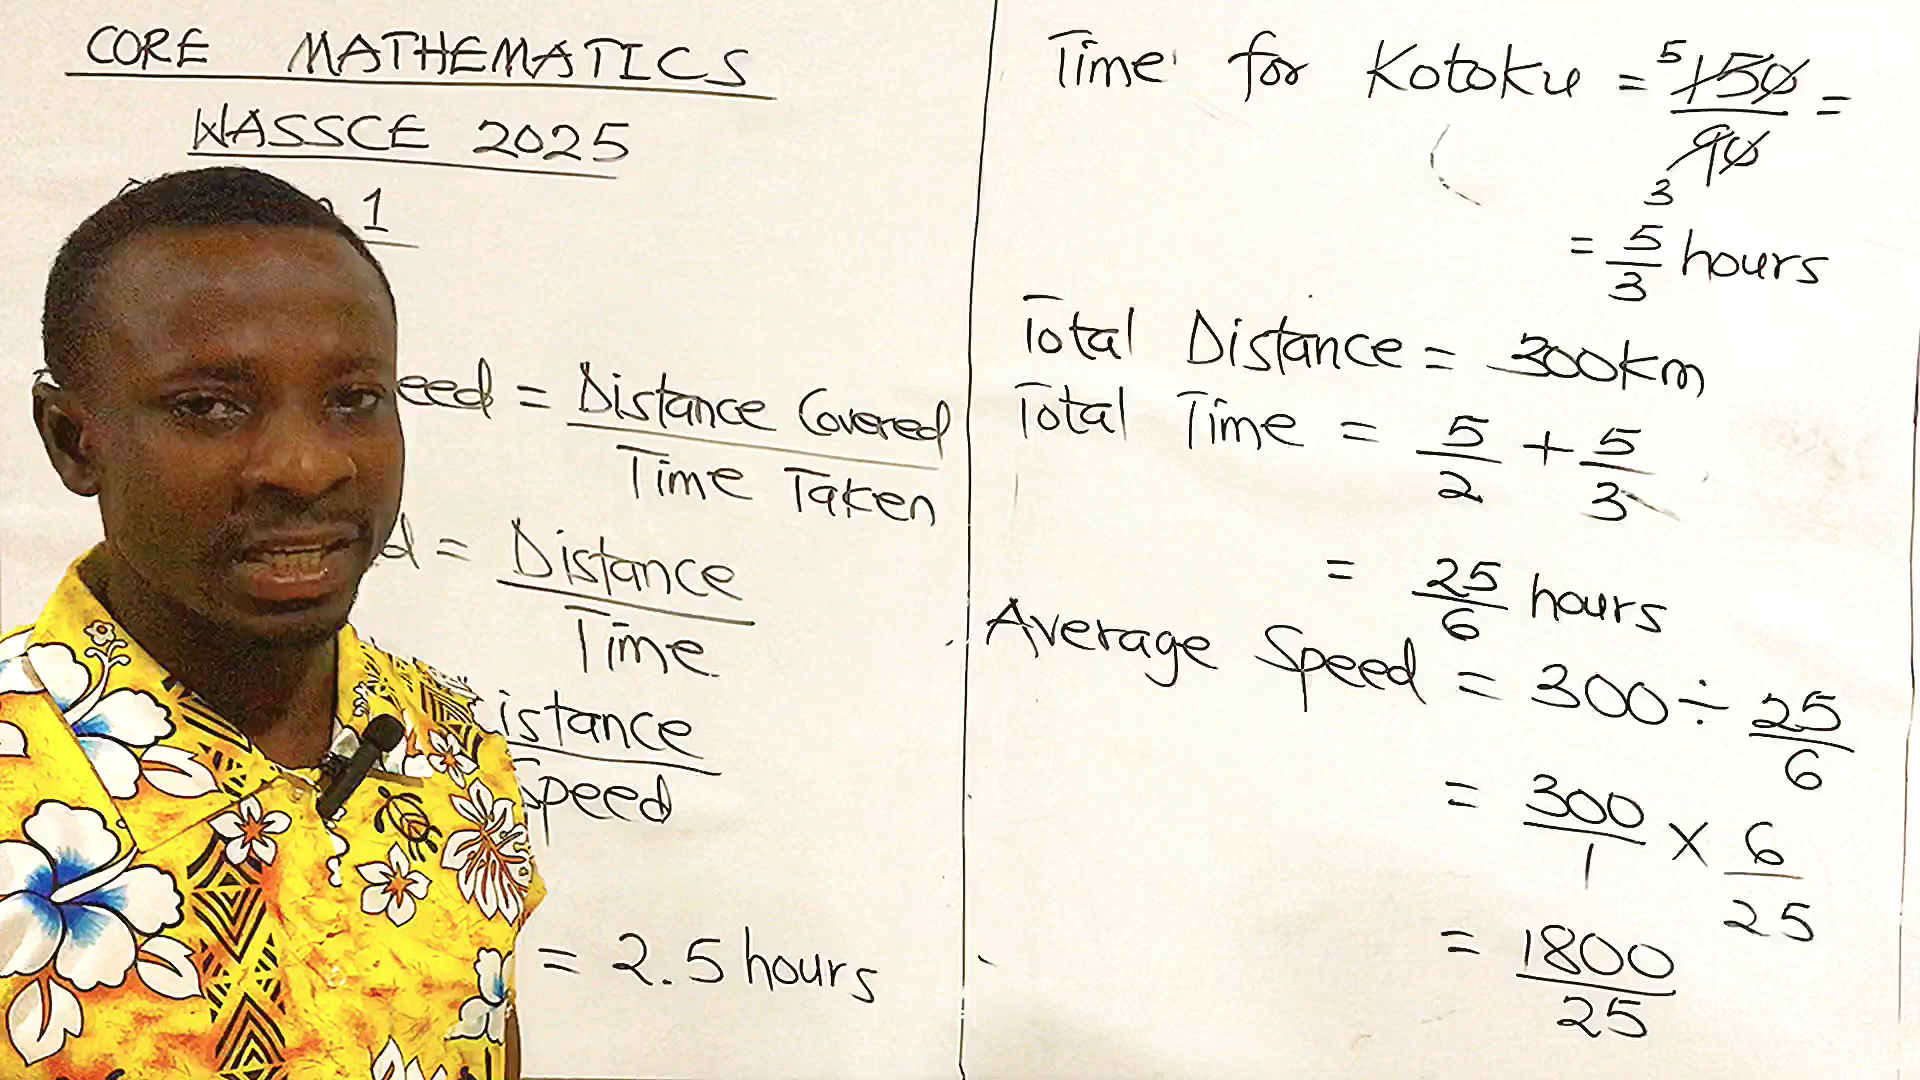 CORE MATHEMATICS
WASSCE 2025
1
eed = Distance Covered
Time Taken
d = Distance
Time
istance
Speed
= 2.5 hours
Time for Kotoku = 5 150 =
90
3
= 5/3 hours
Total Distance = 300km
Total Time = 5/2 + 5/3
= 25/6 hours
Average Speed = 300 ÷ 25/6
= 300/1 × 6/25
= 1800/25